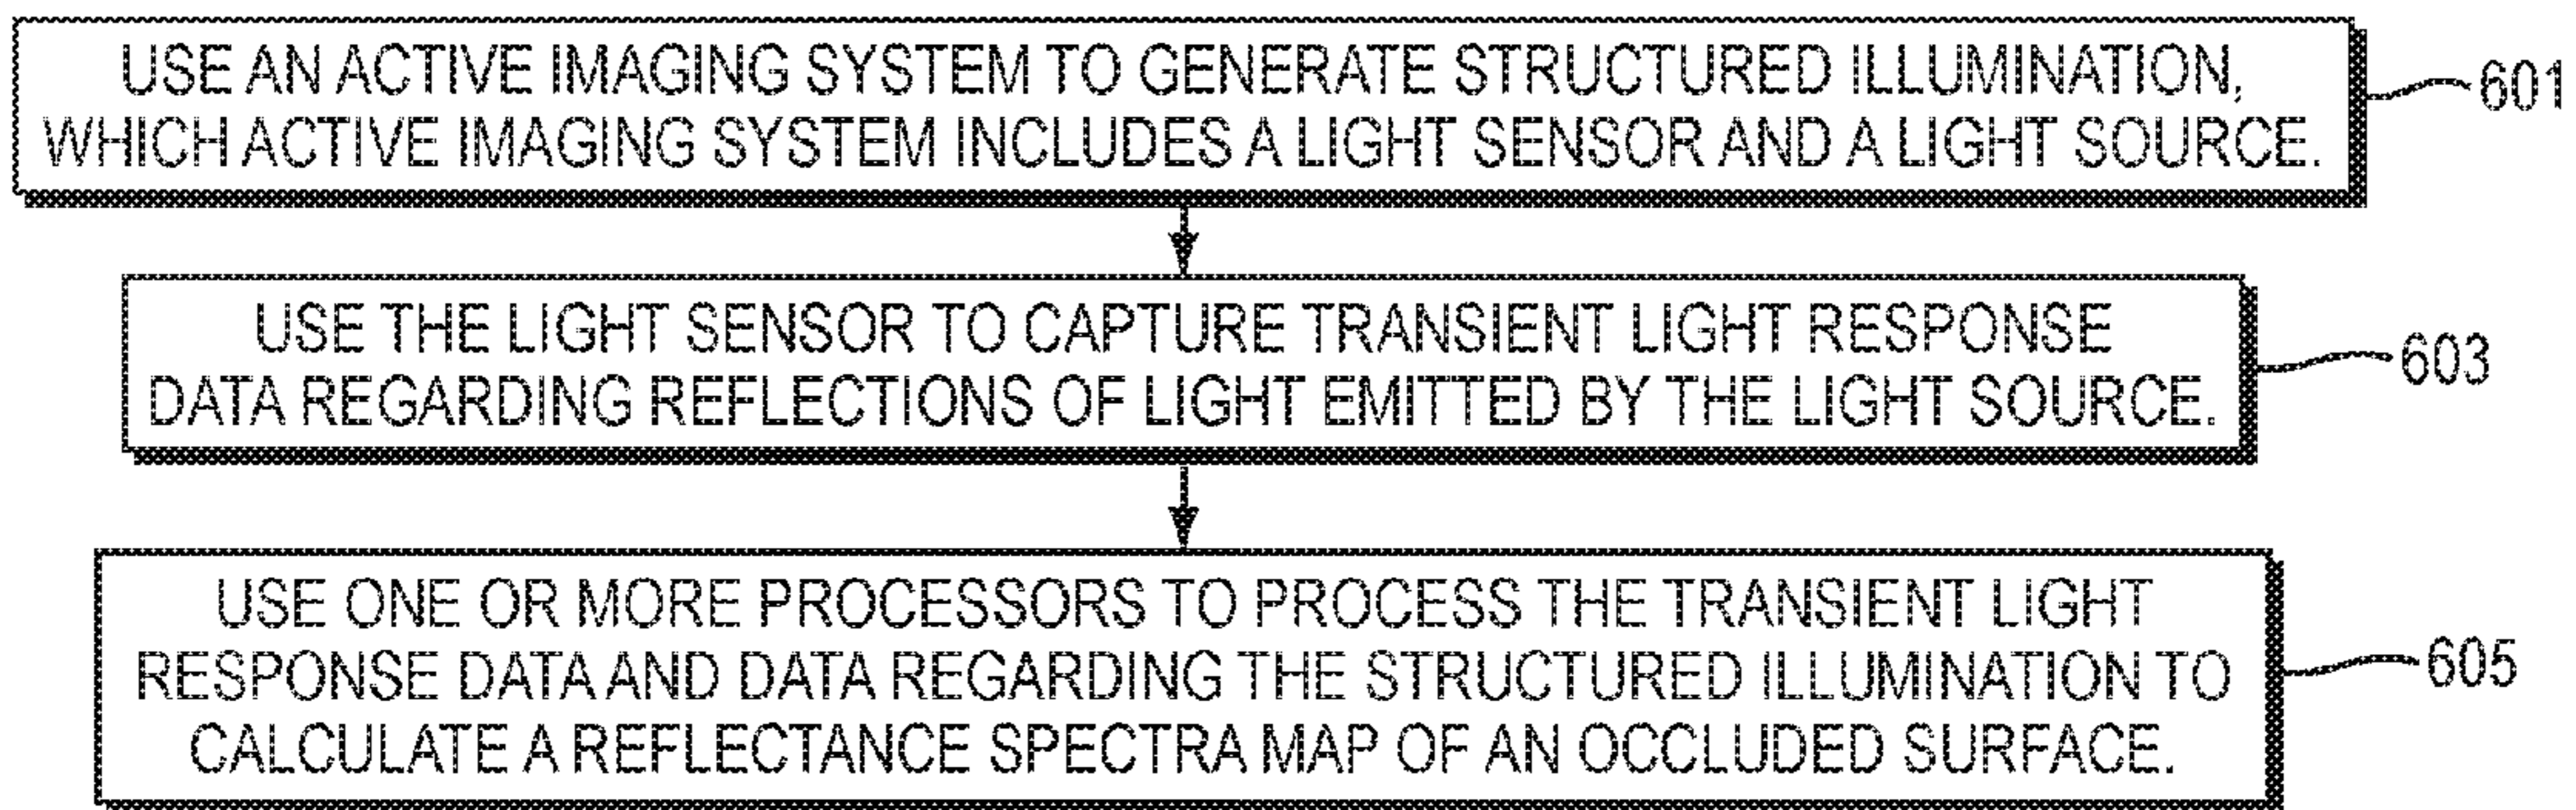 USE AN ACTIVE IMAGING SYSTEM TO GENERATE STRUCTURED ILLUMINATION,
WHICH ACTIVE IMAGING SYSTEM INCLUDES A LIGHT SENSOR AND A LIGHT SOURCE.
601
USE THE LIGHT SENSOR TO CAPTURE TRANSIENT LIGHT RESPONSE
DATA REGARDING REFLECTIONS OF LIGHT EMITTED BY THE LIGHT SOURCE.
603
USE ONE OR MORE PROCESSORS TO PROCESS THE TRANSIENT LIGHT
RESPONSE DATA AND DATA REGARDING THE STRUCTURED ILLUMINATION TO
CALCULATE A REFLECTANCE SPECTRA MAP OF AN OCCLUDED SURFACE.
605